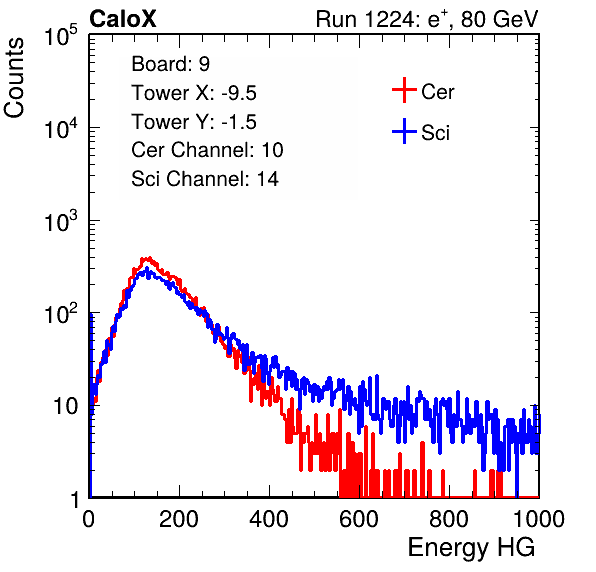 CaloX Run 1224: e⁺, 80 GeV
Counts
10⁵
10⁴
10³
10²
10
1
Board: 9
Tower X: -9.5
Tower Y: -1.5
Cer Channel: 10
Sci Channel: 14
Cer
Sci
0 200 400 600 800 1000
Energy HG